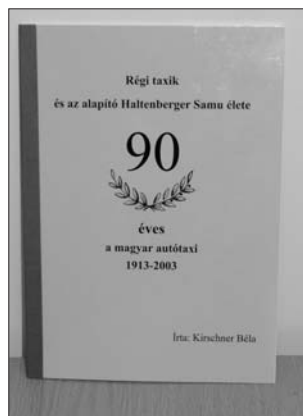 Régi taxik
és az alapító Haltenberger Samu élete
90
éves
a magyar autótaxi
1913-2003
Írta: Kirschner Béla